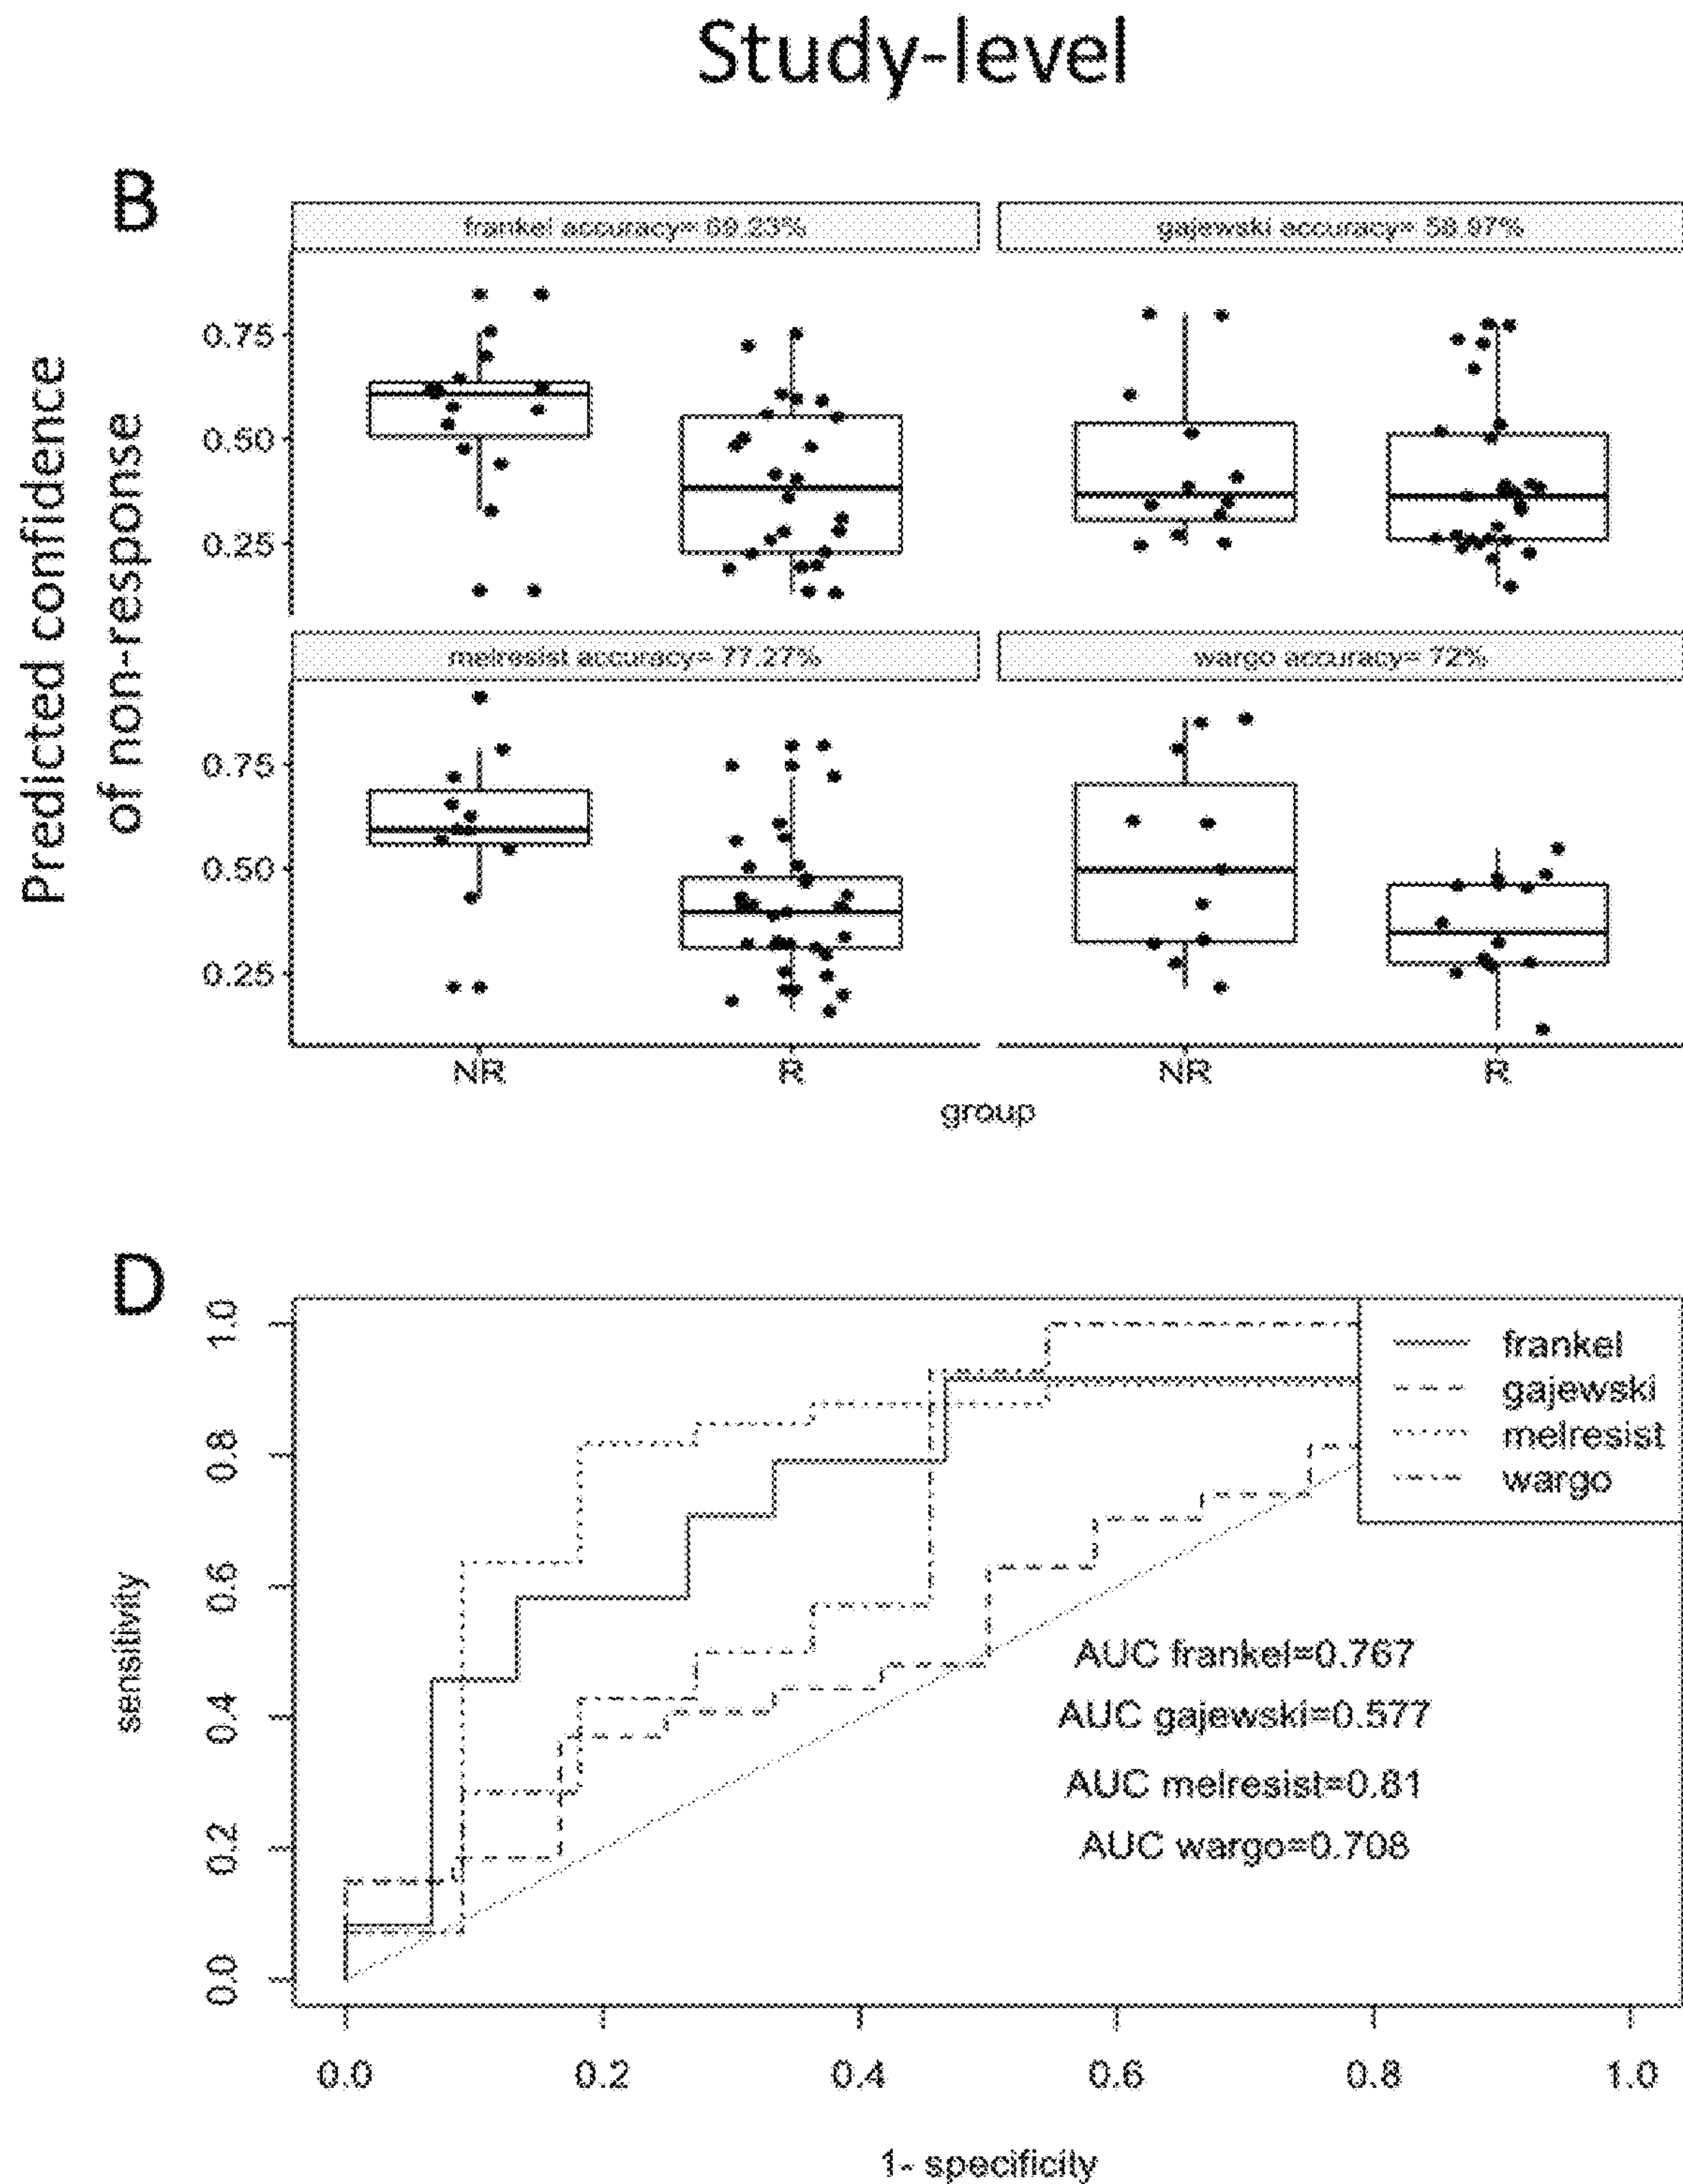 Study-level
B
frankel accuracy= 69.23%
gajewski accuracy= 58.97%
Predicted confidence
of non-response
0.75
0.50
0.25
melresist accuracy= 77.27%
wargo accuracy= 72%
0.75
0.50
0.25
NR
R
NR
R
group
D
sensitivity
1.0
0.8
0.6
0.4
0.2
0.0
frankel
gajewski
melresist
wargo
AUC frankel=0.767
AUC gajewski=0.577
AUC melresist=0.81
AUC wargo=0.708
0.0
0.2
0.4
0.6
0.8
1.0
1- specificity